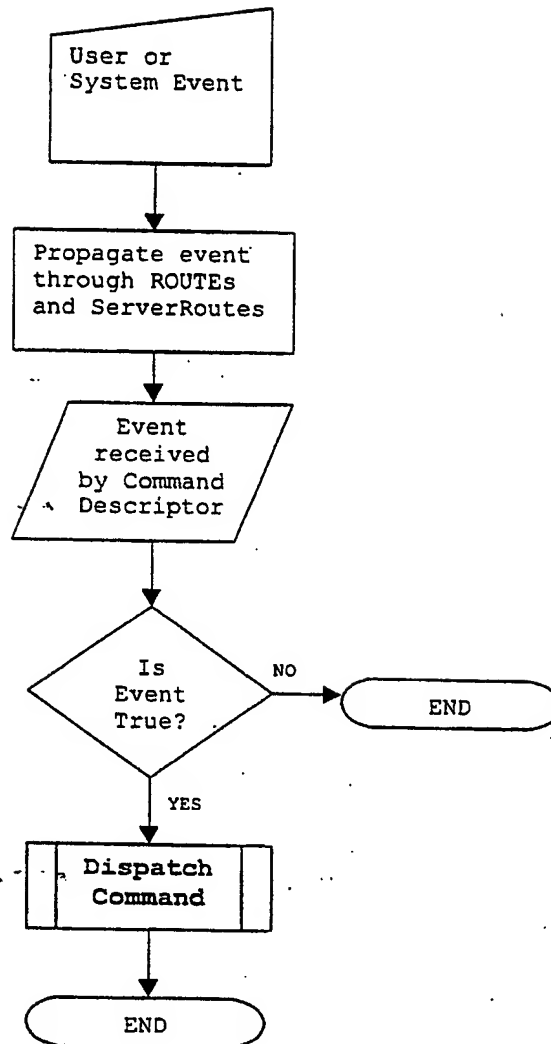 User or
System Event
Propagate event
through ROUTEs
and ServerRoutes
Event
received
by Command
Descriptor
Is
Event
True?
NO
END
YES
Dispatch
Command
END